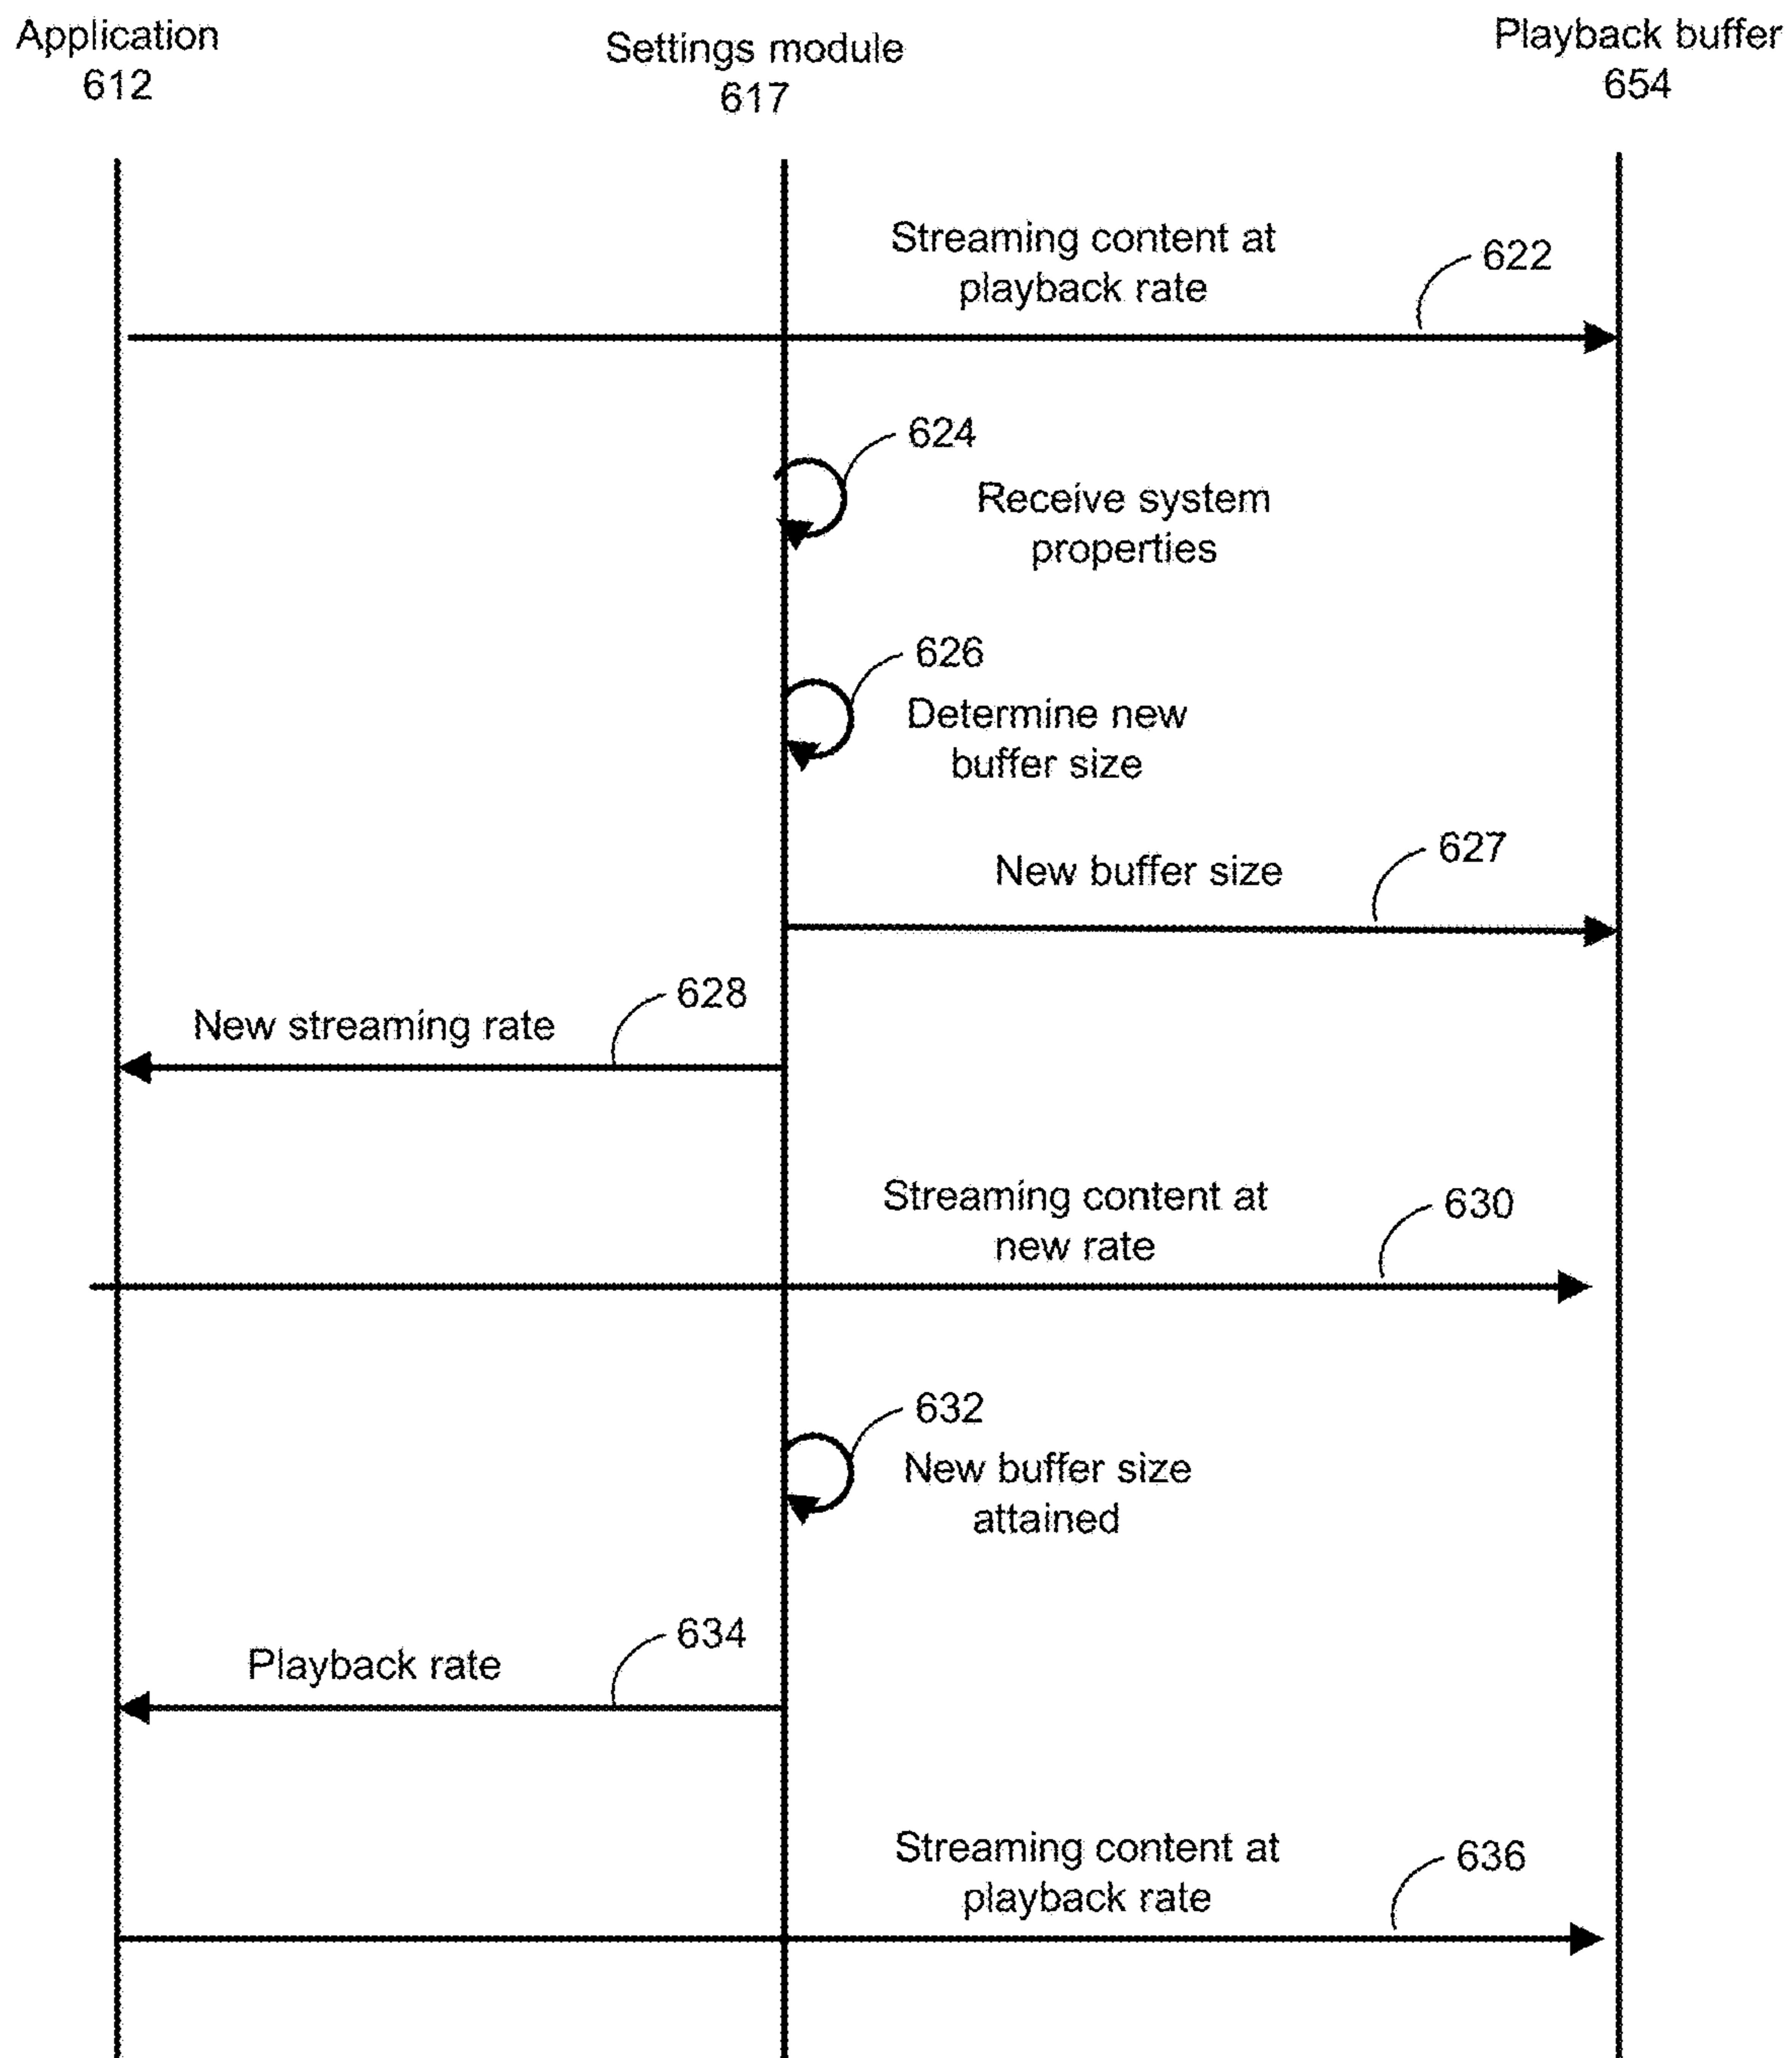 Application
612
Settings module
617
Playback buffer
654
Streaming content at
playback rate
622
624
Receive system
properties
626
Determine new
buffer size
627
New buffer size
628
New streaming rate
Streaming content at
new rate
630
632
New buffer size
attained
634
Playback rate
Streaming content at
playback rate
636